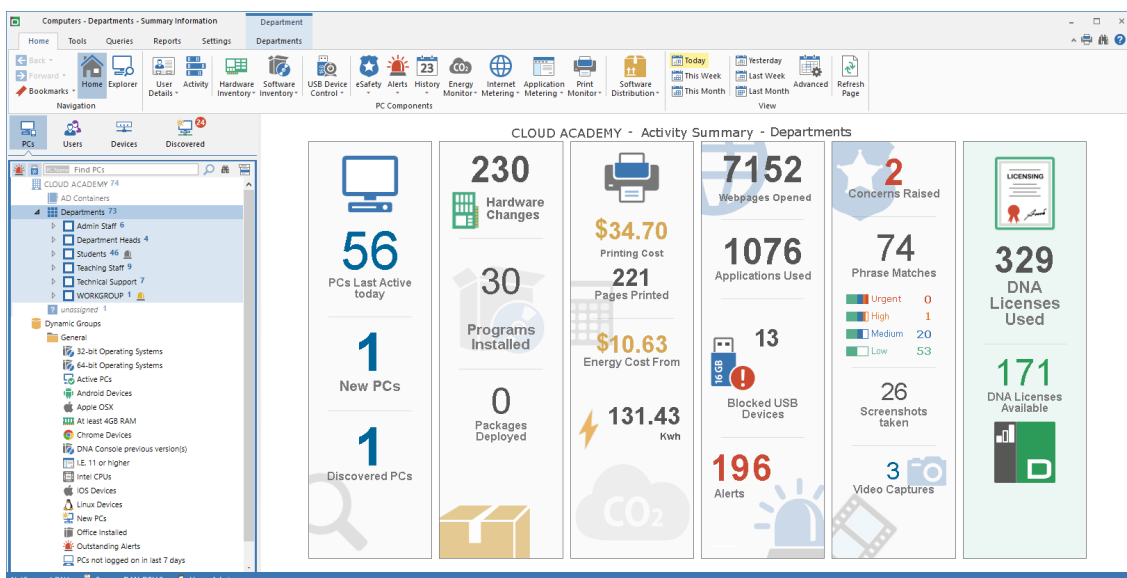 Computers - Departments - Summary Information
Department
Home Tools Queries Reports Settings Departments
Back
Forward
Bookmarks
Home
Explorer
User Details
Activity
Hardware Inventory
Software Inventory
USB Device Control
eSafety
Alerts
23
History
CO2
Energy Monitor
Internet Metering
Application Metering
Print Monitor
Software Distribution
Today
This Week
This Month
Yesterday
Last Week
Last Month
Advanced
Refresh Page
Navigation
PC Components
View
PCs
Users
Devices
24
Discovered
Find PCs
CLOUD ACADEMY 74
AD Containers
Departments 73
Admin Staff 6
Department Heads 4
Students 46
Teaching Staff 9
Technical Support 7
WORKGROUP 1
unassigned 1
Dynamic Groups
General
32-bit Operating Systems
64-bit Operating Systems
Active PCs
Android Devices
Apple OSX
At least 4GB RAM
Chrome Devices
DNA Console previous version(s)
I.E. 11 or higher
Intel CPUs
IOS Devices
Linux Devices
New PCs
Office Installed
Outstanding Alerts
PCs not logged on in last 7 days
CLOUD ACADEMY - Activity Summary - Departments
56
PCs Last Active
today
1
New PCs
1
Discovered PCs
230
Hardware
Changes
30
Programs
Installed
0
Packages
Deployed
$34.70
Printing Cost
221
Pages Printed
$10.63
Energy Cost From
131.43
Kwh
CO2
7152
Webpages Opened
1076
Applications Used
16 GB
13
Blocked USB
Devices
196
Alerts
2
Concerns Raised
74
Phrase Matches
Urgent 0
High 1
Medium 20
Low 53
26
Screenshots
taken
3
Video Captures
LICENSING
329
DNA
Licenses
Used
171
DNA Licenses
Available
D